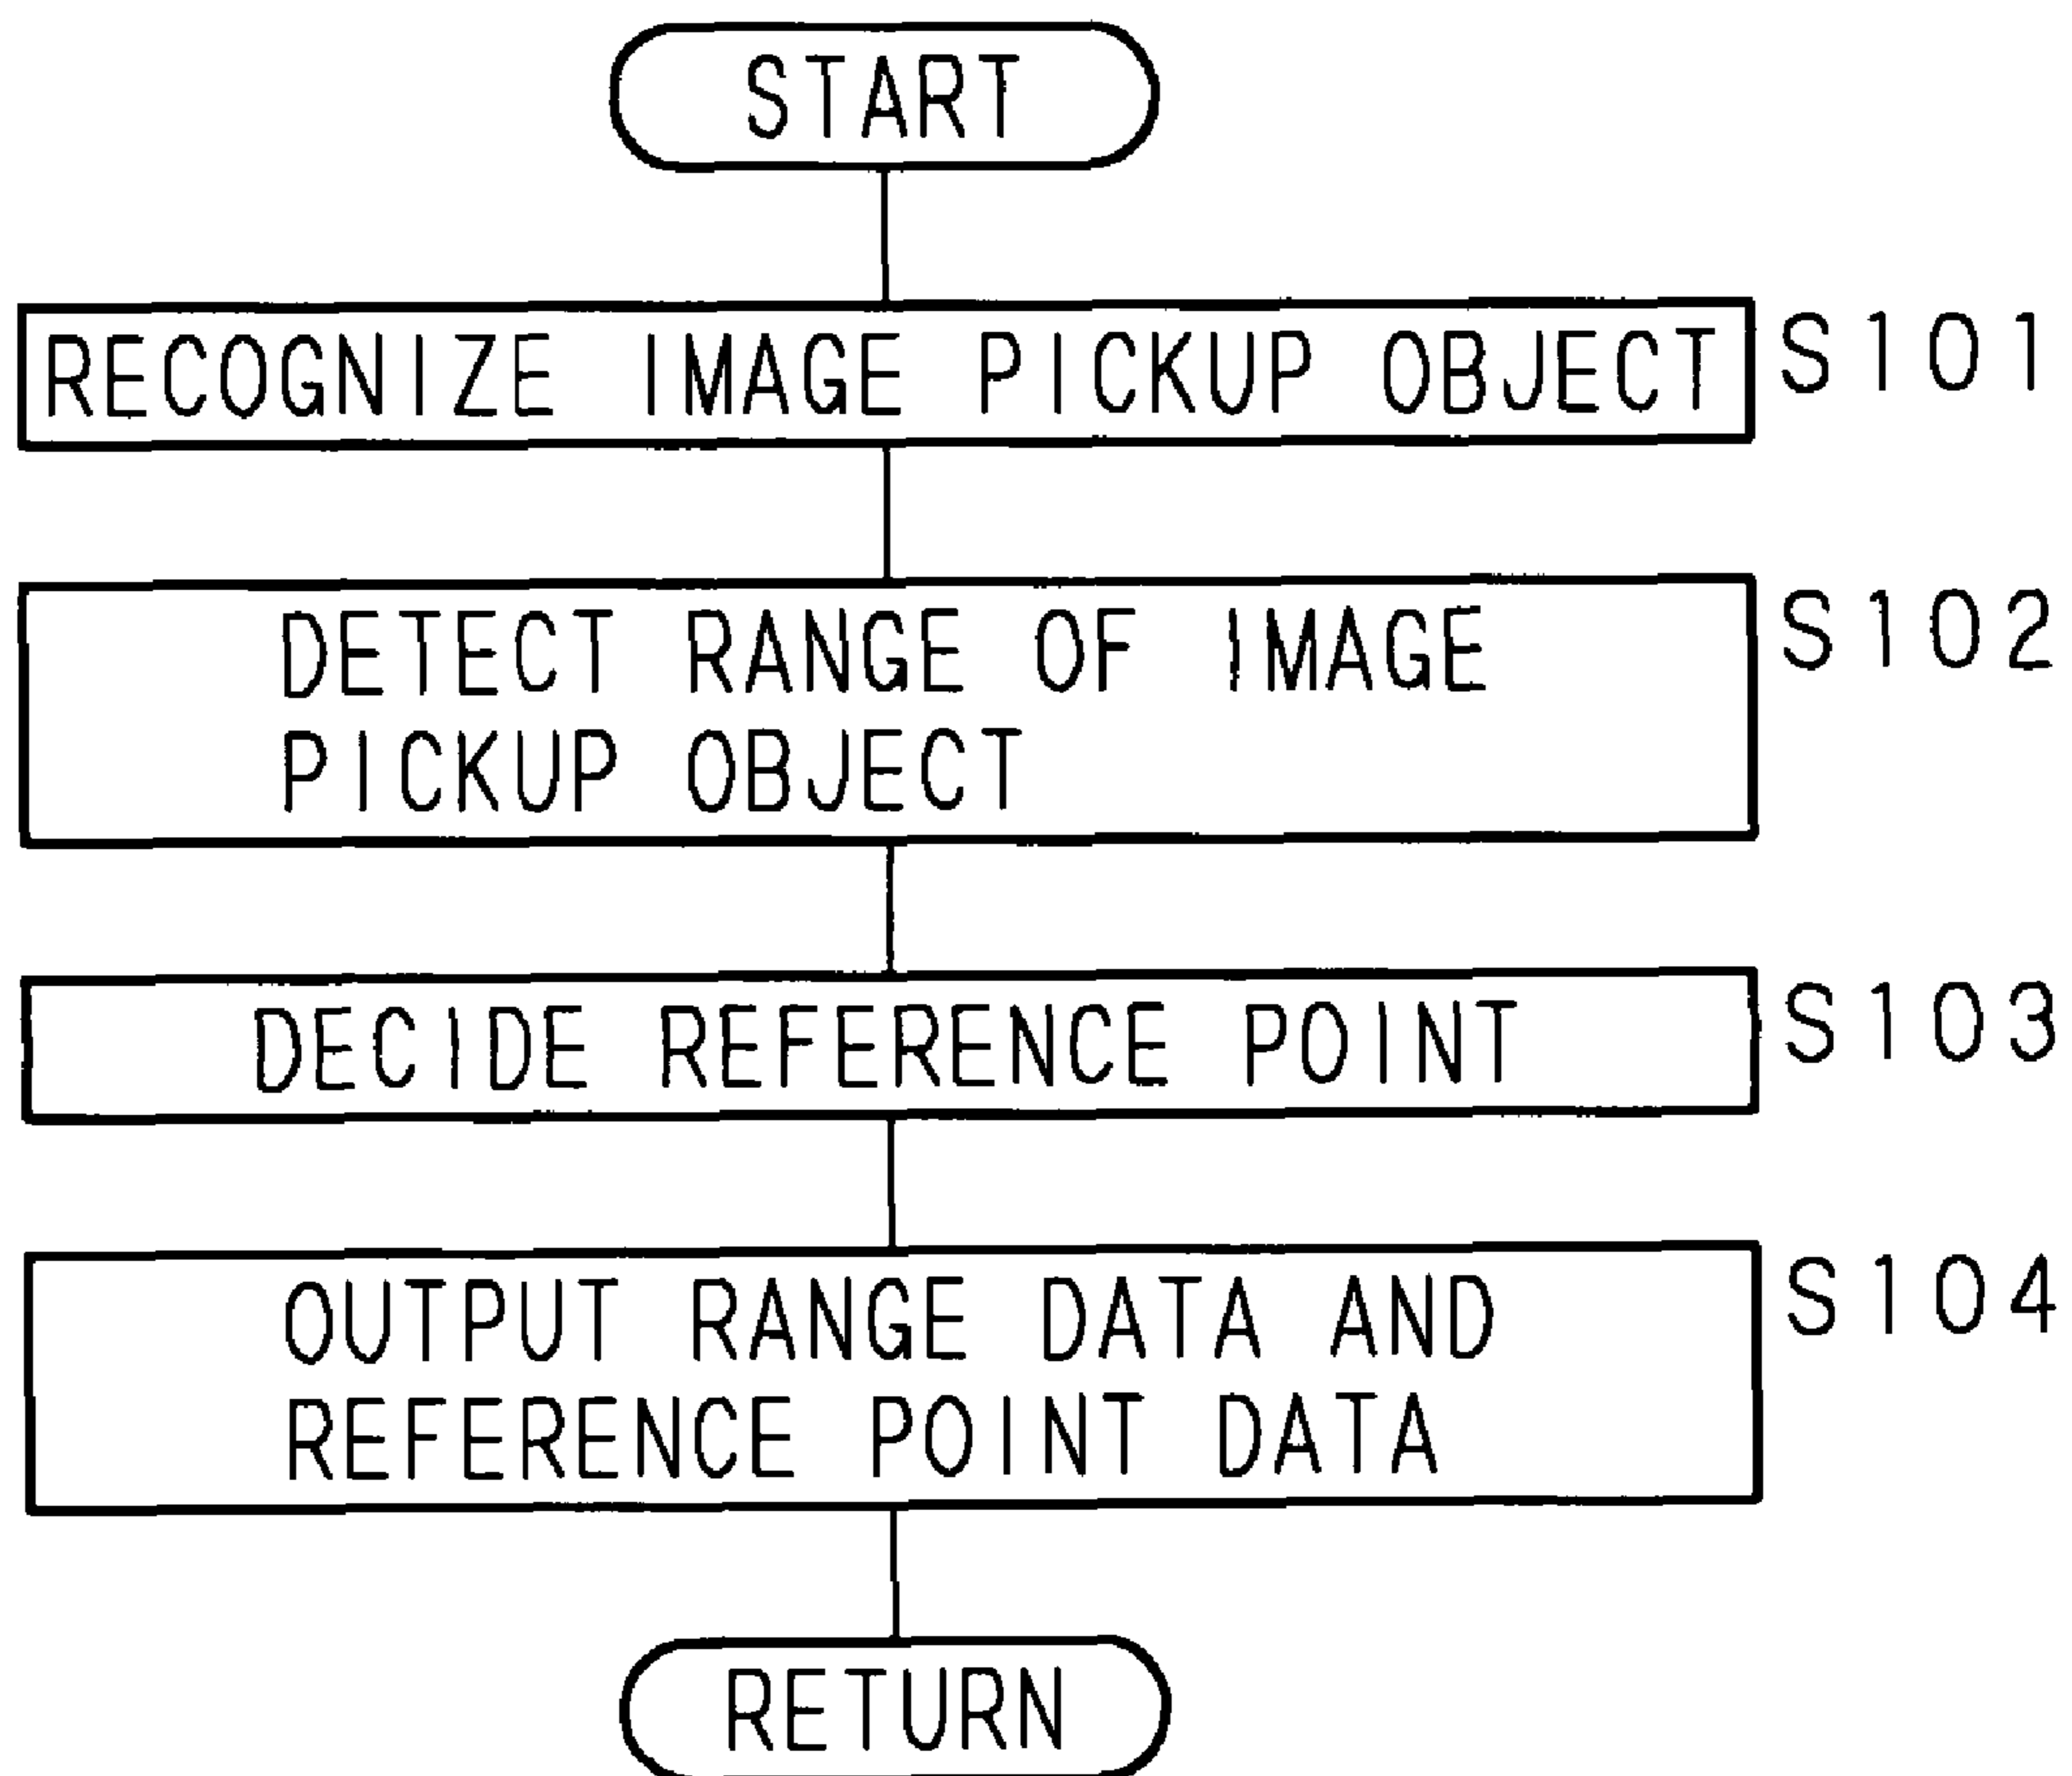 START
RECOGNIZE IMAGE PICKUP OBJECT S101
DETECT RANGE OF IMAGE S102
PICKUP OBJECT
DECIDE REFERENCE POINT S103
OUTPUT RANGE DATA AND S104
REFERENCE POINT DATA
RETURN